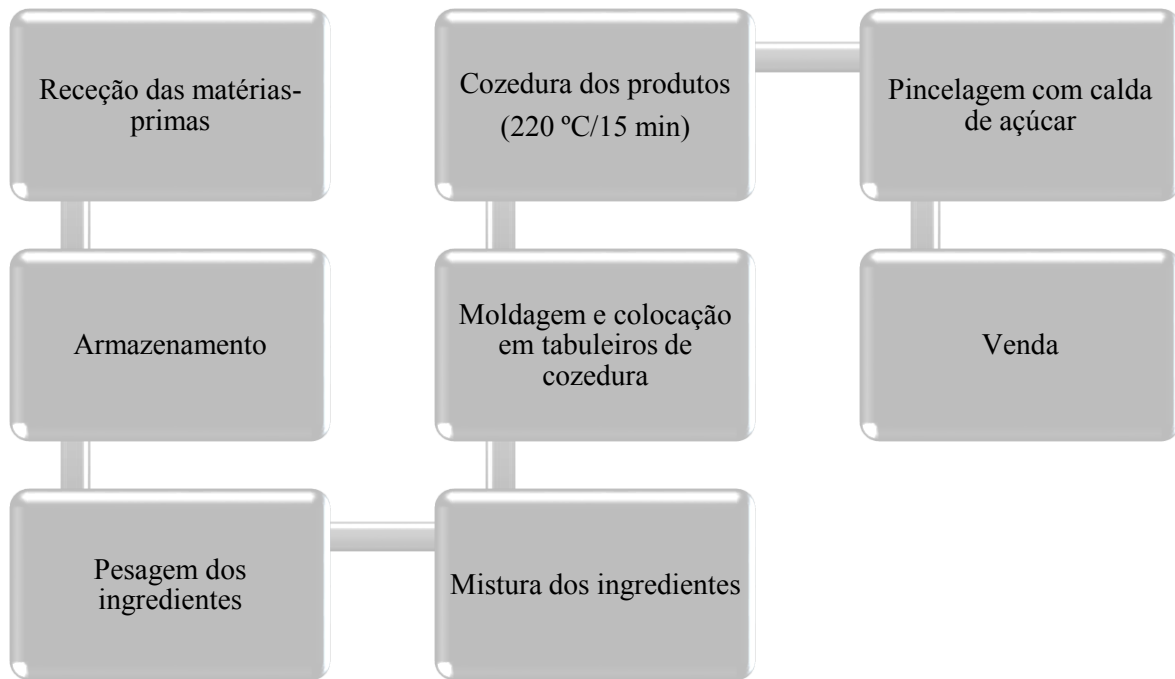 Receção das matérias-
primas
Armazenamento
Pesagem dos
ingredientes
Mistura dos ingredientes
Moldagem e colocação
em tabuleiros de
cozedura
Cozedura dos produtos
(220 ºC/15 min)
Pincelagem com calda
de açúcar
Venda